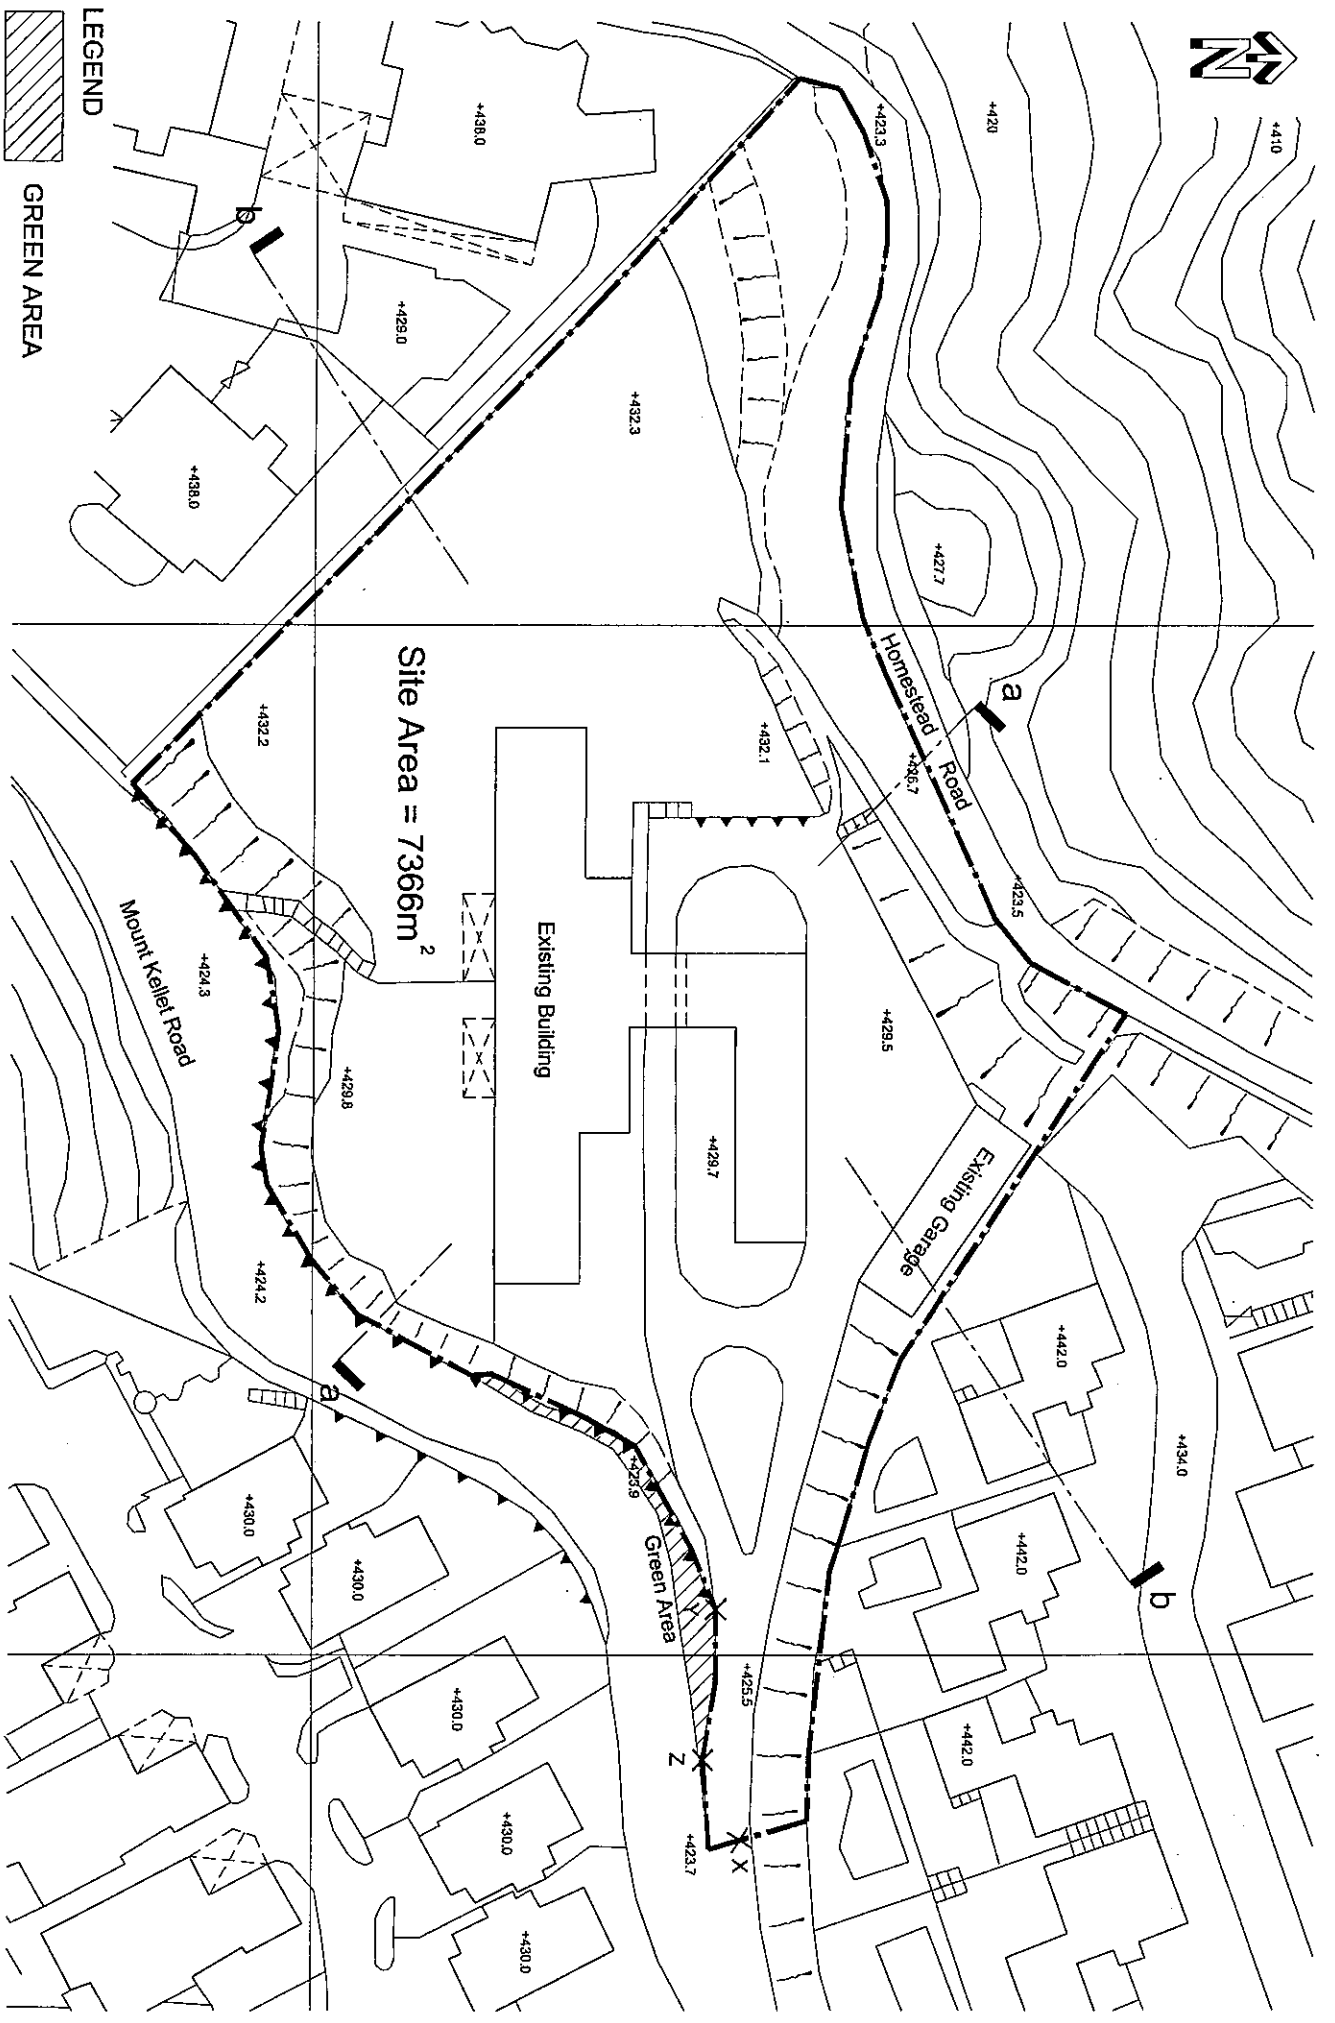 N
LEGEND
GREEN AREA
+410
+420
+423.3
+438.0
b
+429.0
+432.3
+438.0
+427.7
Homestead Road
a
+426.7
+432.1
+432.2
Site Area = 7366m²
+423.5
Existing Building
+424.3
Mount Kellet Road
+429.5
+429.8
+429.7
Existing Garage
+424.2
+442.0
a
+434.0
+425.9
+430.0
+442.0
b
+430.0
Green Area
Y
+425.5
+430.0
+442.0
Z
X
+423.7
+430.0
+430.0